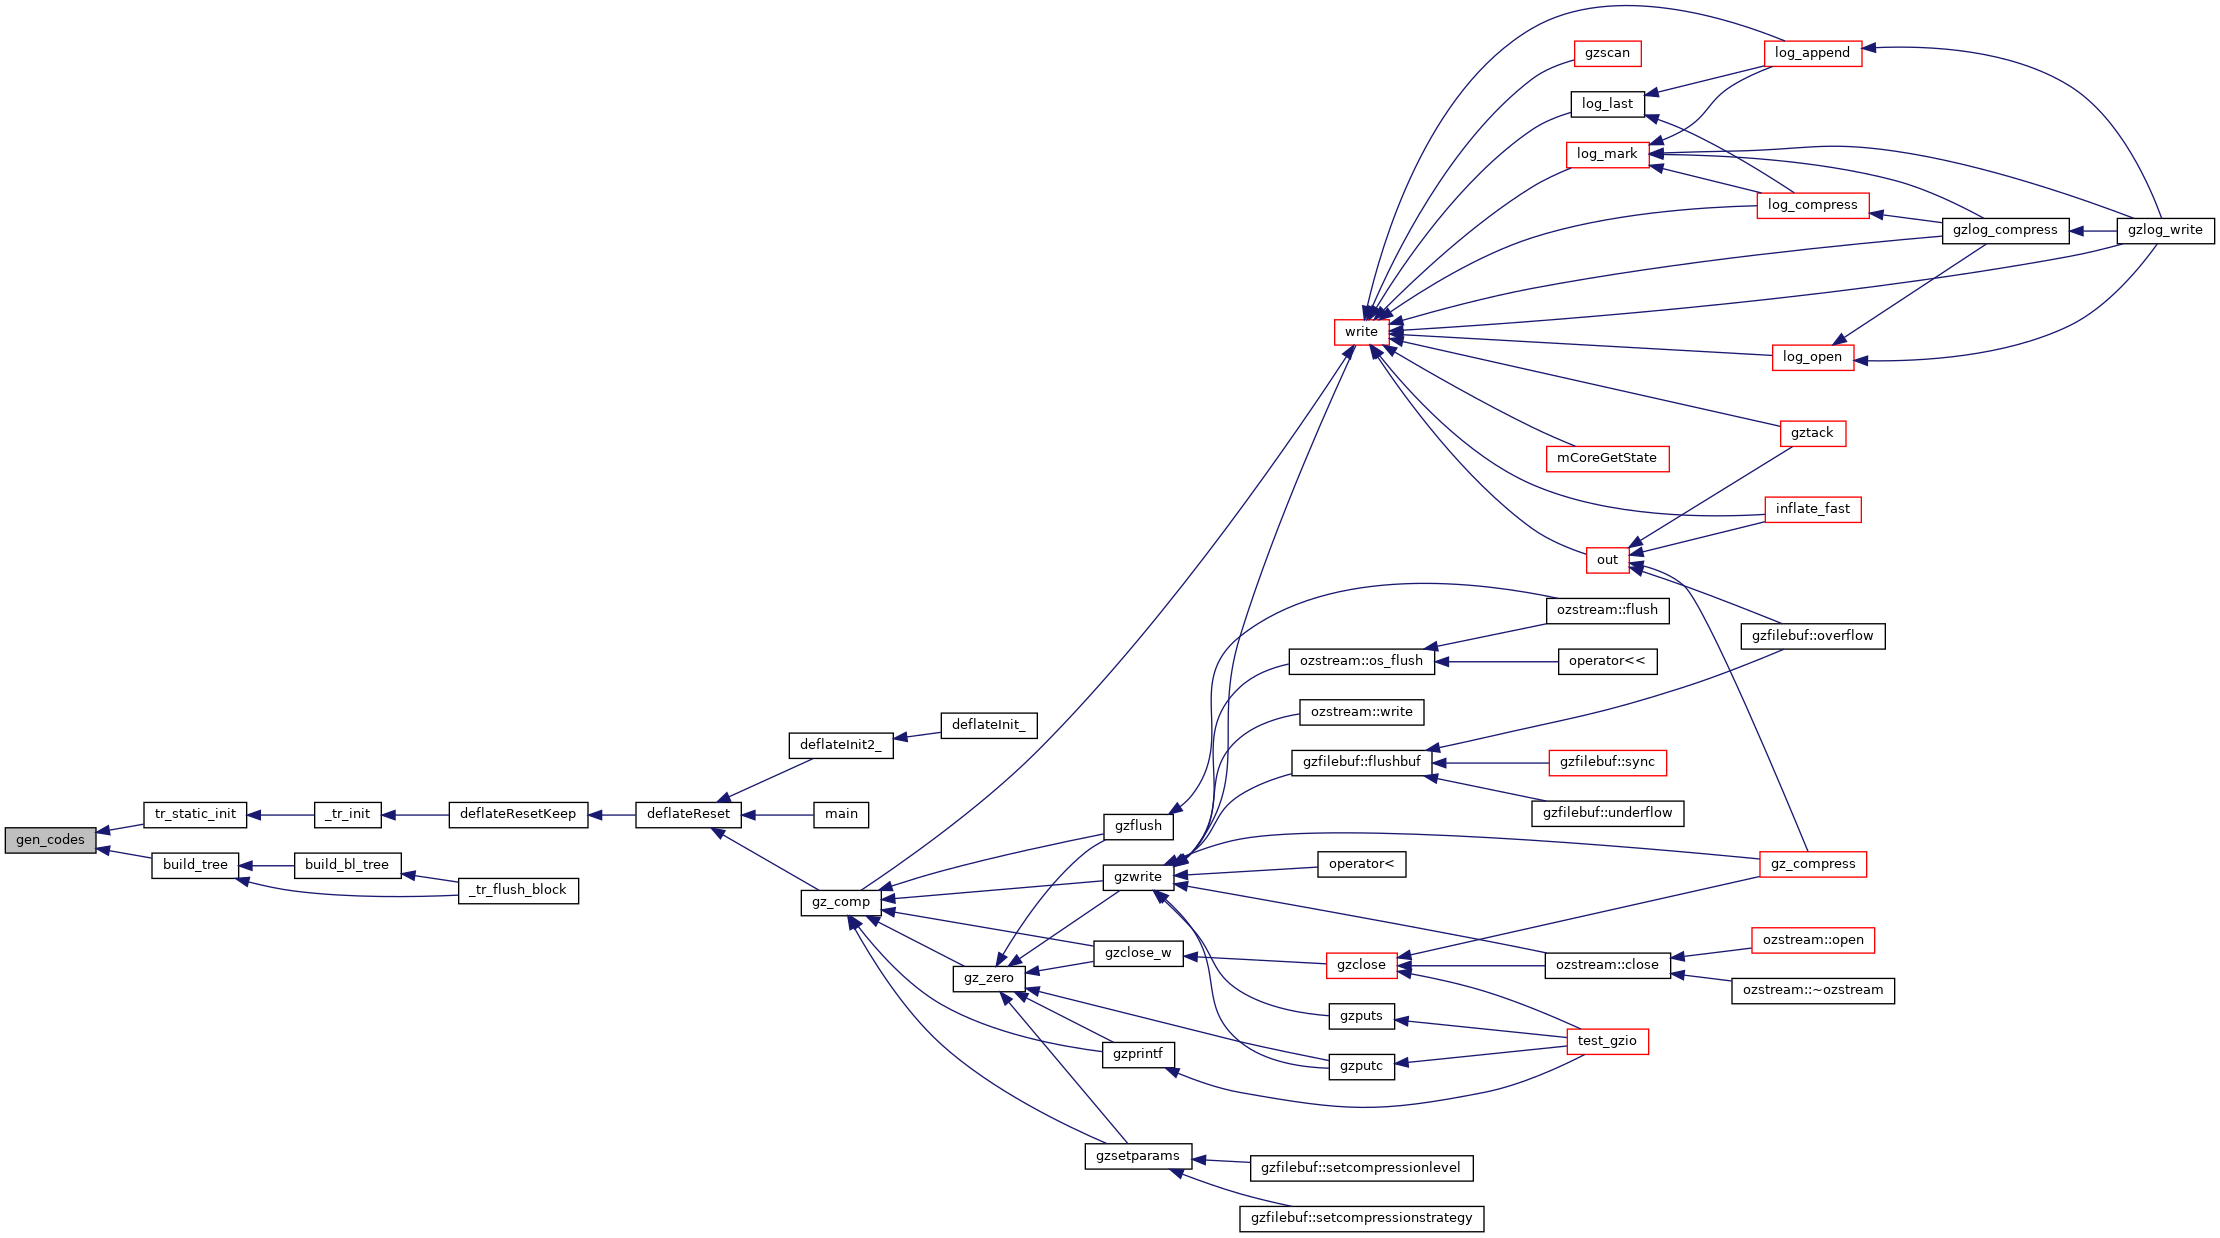 gen_codes
tr_static_init
build_tree
_tr_init
build_bl_tree
deflateResetKeep
_tr_flush_block
deflateReset
deflateInit2_
main
gz_comp
deflateInit_
gz_zero
gzflush
gzwrite
gzclose_w
gzprintf
gzsetparams
write
ozstream::os_flush
ozstream::write
gzfilebuf::flushbuf
operator<
gzclose
gzputs
gzputc
gzfilebuf::setcompressionlevel
gzfilebuf::setcompressionstrategy
gzscan
log_last
log_mark
mCoreGetState
out
ozstream::flush
operator<<
gzfilebuf::sync
gzfilebuf::underflow
ozstream::close
test_gzio
log_append
log_compress
log_open
gztack
inflate_fast
gzfilebuf::overflow
gz_compress
ozstream::open
ozstream::~ozstream
gzlog_compress
gzlog_write